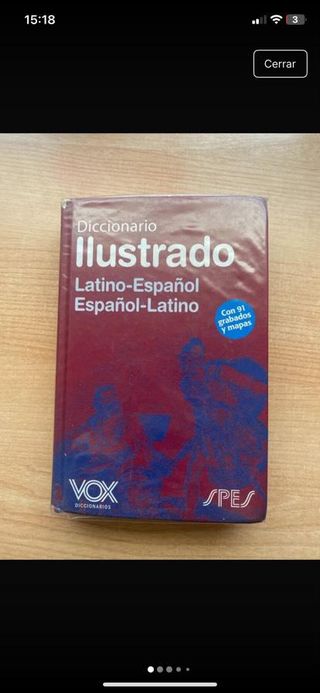 15:18
3
Cerrar
Diccionario
Ilustrado
Latino-Español
Español-Latino
Con 91
grabados
y mapas
VOX
DICCIONARIOS
SPES